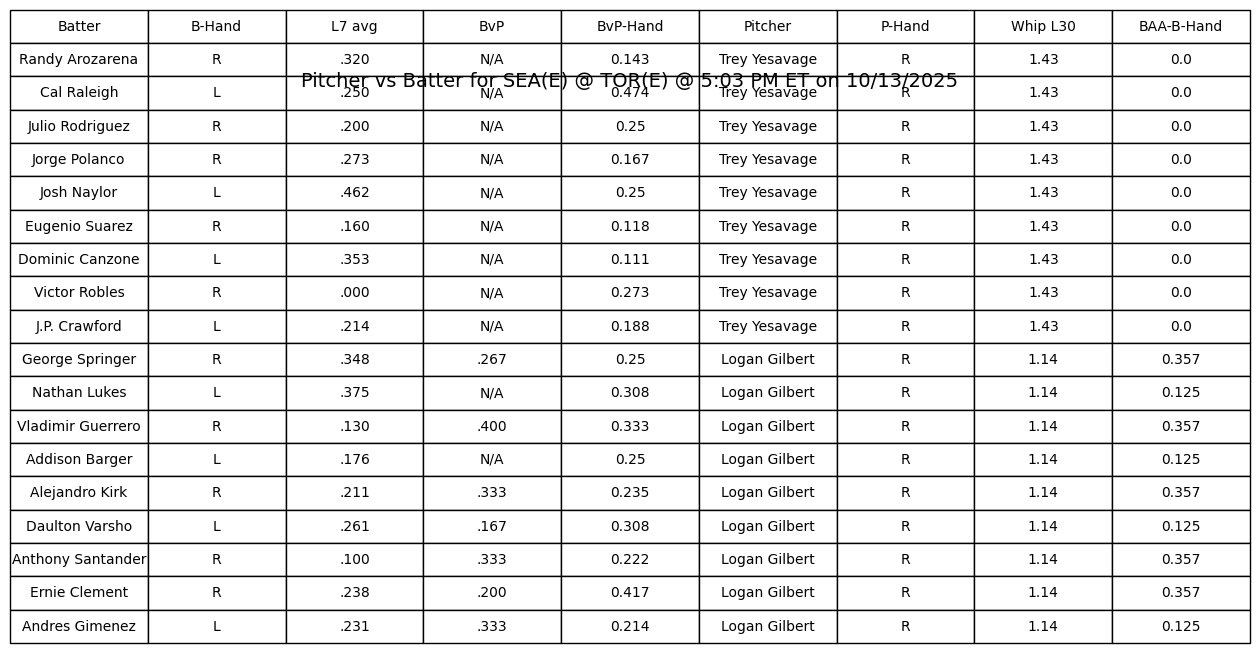 Batter B-Hand L7 avg BvP BvP-Hand Pitcher P-Hand Whip L30 BAA-B-Hand
Randy Arozarena R .320 N/A 0.143 Trey Yesavage R 1.43 0.0
Pitcher vs Batter for SEA(E) @ TOR(E) @ 5:03 PM ET on 10/13/2025
Cal Raleigh L .250 N/A 0.474 Trey Yesavage R 1.43 0.0
Julio Rodriguez R .200 N/A 0.25 Trey Yesavage R 1.43 0.0
Jorge Polanco R .273 N/A 0.167 Trey Yesavage R 1.43 0.0
Josh Naylor L .462 N/A 0.25 Trey Yesavage R 1.43 0.0
Eugenio Suarez R .160 N/A 0.118 Trey Yesavage R 1.43 0.0
Dominic Canzone L .353 N/A 0.111 Trey Yesavage R 1.43 0.0
Victor Robles R .000 N/A 0.273 Trey Yesavage R 1.43 0.0
J.P. Crawford L .214 N/A 0.188 Trey Yesavage R 1.43 0.0
George Springer R .348 .267 0.25 Logan Gilbert R 1.14 0.357
Nathan Lukes L .375 N/A 0.308 Logan Gilbert R 1.14 0.125
Vladimir Guerrero R .130 .400 0.333 Logan Gilbert R 1.14 0.357
Addison Barger L .176 N/A 0.25 Logan Gilbert R 1.14 0.125
Alejandro Kirk R .211 .333 0.235 Logan Gilbert R 1.14 0.357
Daulton Varsho L .261 .167 0.308 Logan Gilbert R 1.14 0.125
Anthony Santander R .100 .333 0.222 Logan Gilbert R 1.14 0.357
Ernie Clement R .238 .200 0.417 Logan Gilbert R 1.14 0.357
Andres Gimenez L .231 .333 0.214 Logan Gilbert R 1.14 0.125